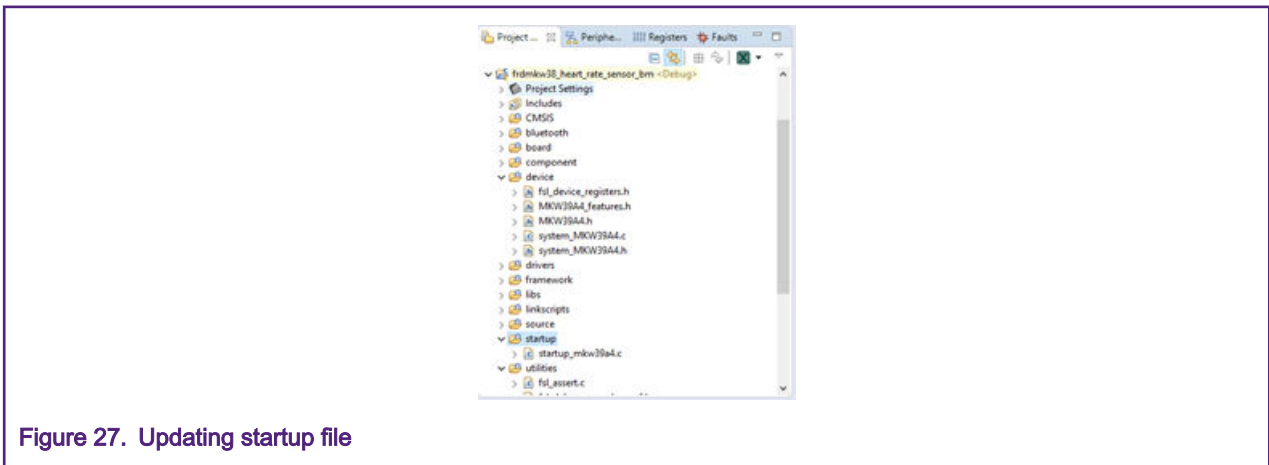 Project ... Periphe... Registers Faults
frdmkw38_heart_rate_sensor_bm <Debug>
Project Settings
Includes
CMSIS
bluetooth
board
component
device
fsl_device_registers.h
MKW39A4_features.h
MKW39A4.h
system_MKW39A4.c
system_MKW39A4.h
drivers
framework
libs
linkscripts
source
startup
startup_mkw39a4.c
utilities
fsl_assert.c
Figure 27. Updating startup file